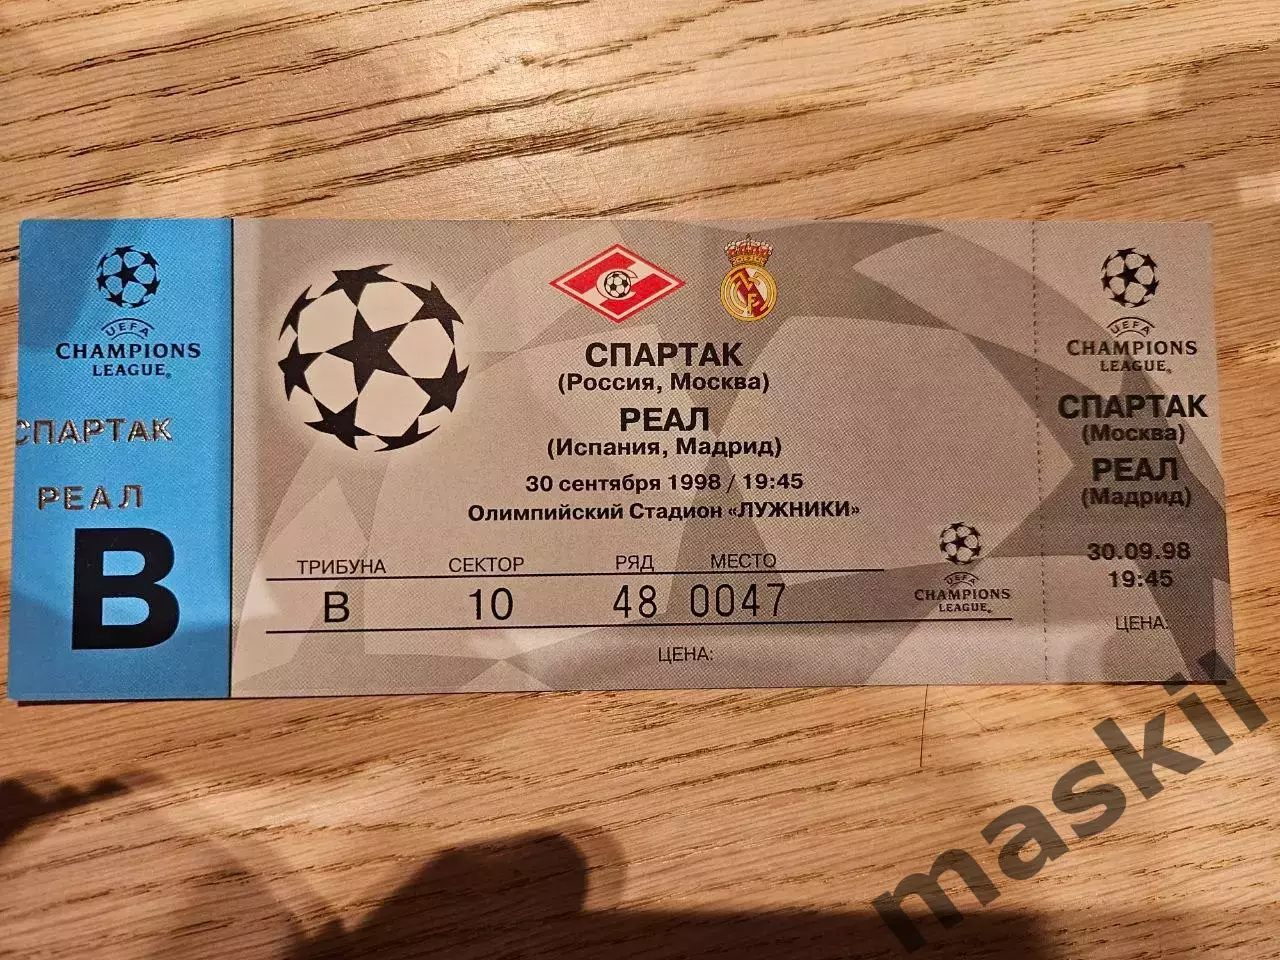 UEFA
CHAMPIONS
LEAGUE®
СПАРТАК
РЕАЛ
В
СПАРТАК
(Россия, Москва)
РЕАЛ
(Испания, Мадрид)
30 сентября 1998 / 19:45
Олимпийский Стадион «ЛУЖНИКИ»
ТРИБУНА СЕКТОР РЯД МЕСТО
В 10 48 0047
ЦЕНА:
UEFA
CHAMPIONS
LEAGUE®
UEFA
CHAMPIONS
LEAGUE®
СПАРТАК
(Москва)
РЕАЛ
(Мадрид)
30.09.98
19:45
ЦЕНА:
maskil